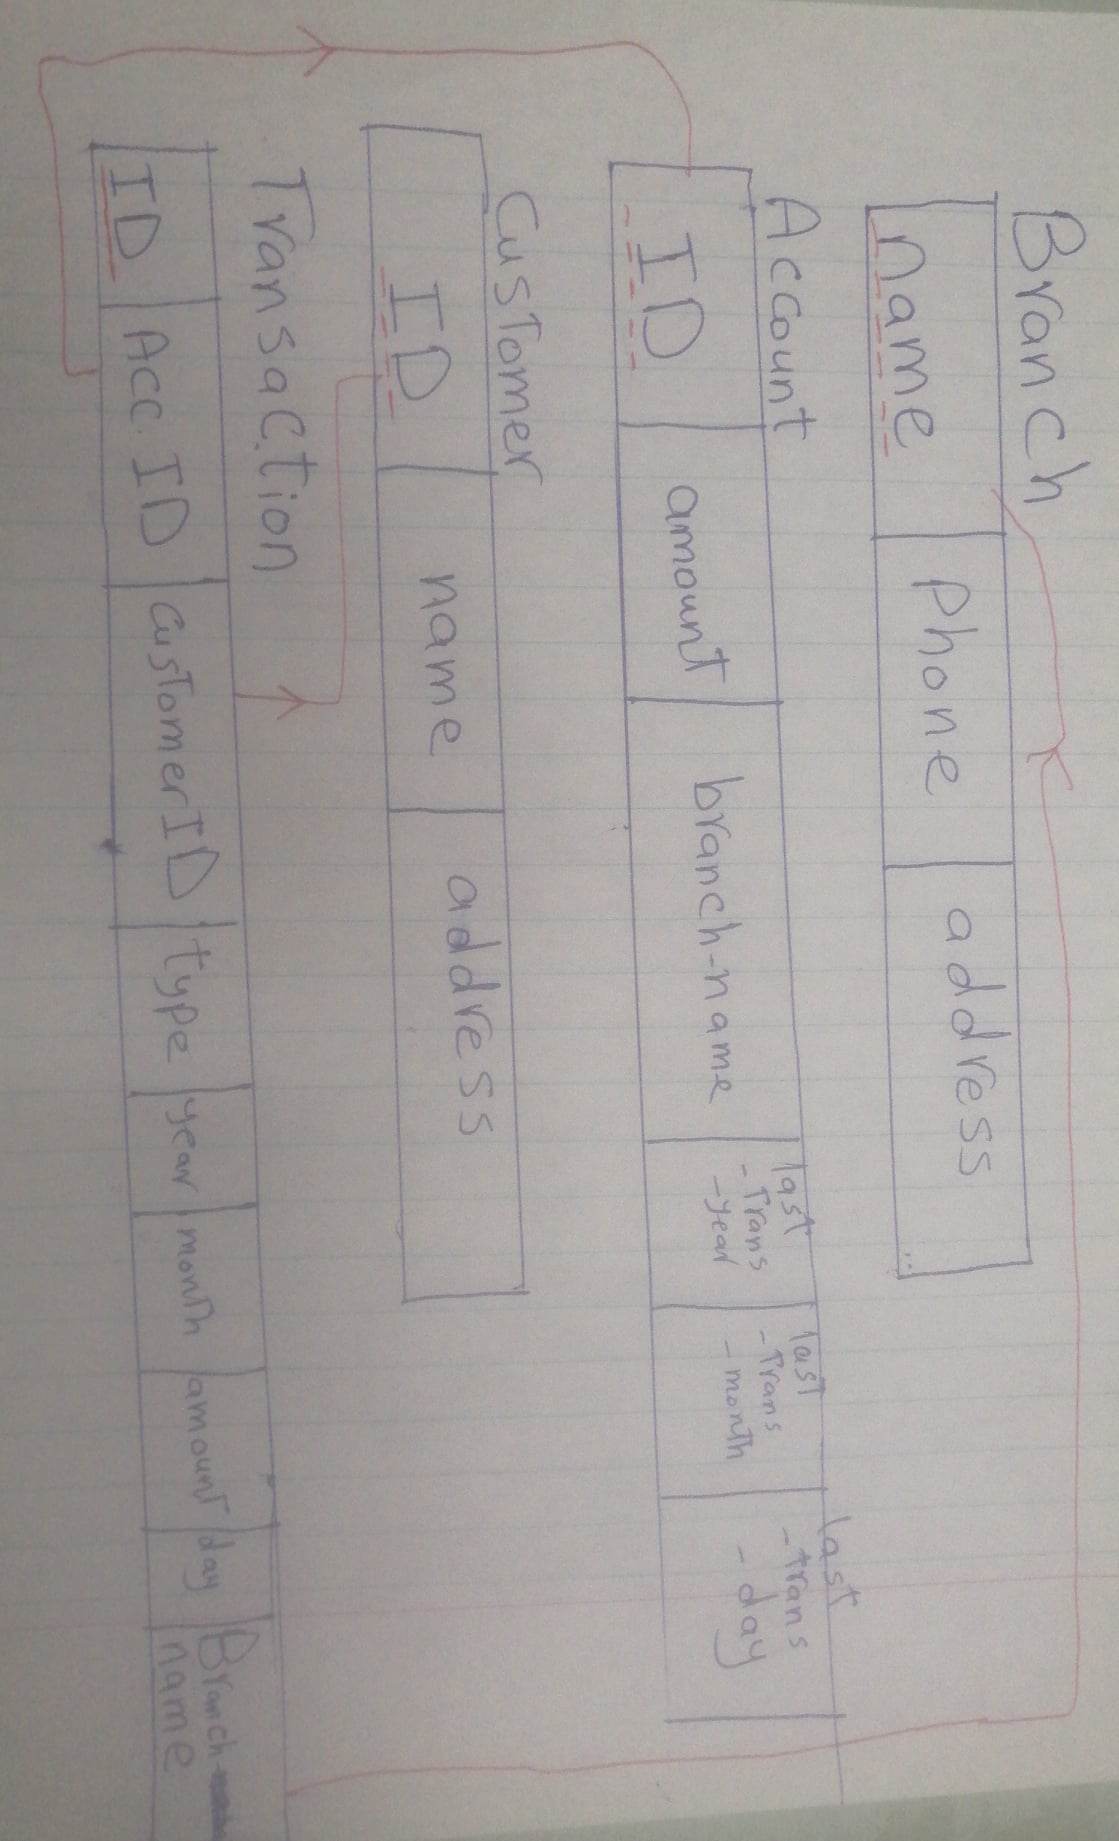 Branch
name Phone address
Account
ID amount branch-name last -Trans -year last -Trans -month last -trans -day
Customer
ID name address
Transaction
ID Acc. ID CustomerID type year month amount day Branch name